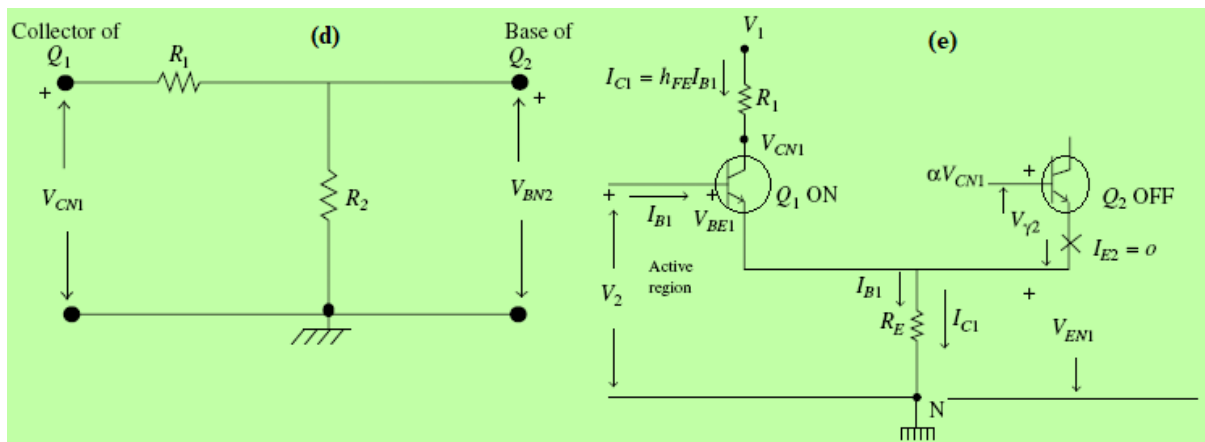 Collector of
Q1
(d)
Base of
Q2
R1
+
+
VCN1
R2
VBN2
V1
(e)
IC1 = hFEIB1
R1
VCN1
αVCN1
+
Q1 ON
Q2 OFF
+
IB1
+
VBE1
Vγ2
IE2 = o
Active
region
V2
IB1
+
RE
IC1
VEN1
N